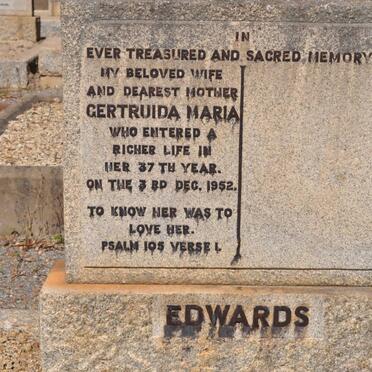 IN
EVER TREASURED AND SACRED MEMORY
MY BELOVED WIFE
AND DEAREST MOTHER
GERTRUIDA MARIA
WHO ENTERED A
RICHER LIFE IN
HER 37TH YEAR.
ON THE 3 RD DEC. 1952.
TO KNOW HER WAS TO
LOVE HER.
PSALM 105 VERSE 1.
EDWARDS